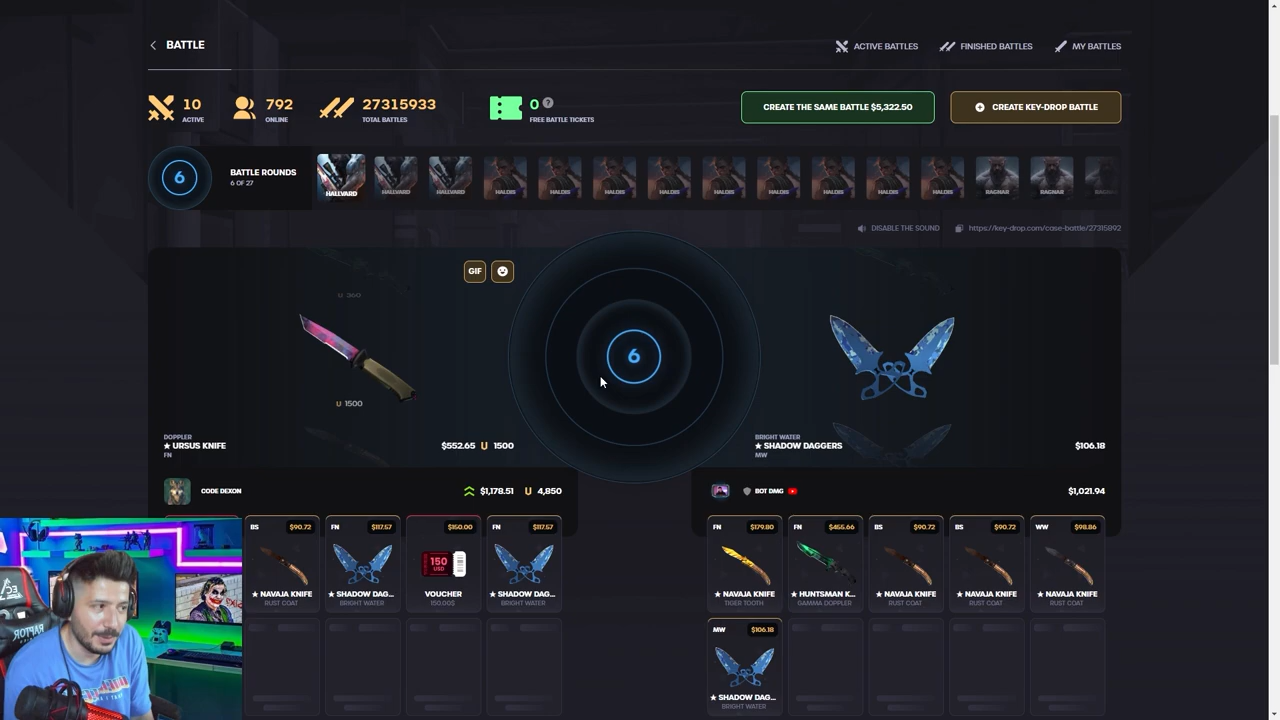 BATTLE
ACTIVE BATTLES
FINISHED BATTLES
MY BATTLES
10
ACTIVE
792
ONLINE
27315933
TOTAL BATTLES
0 ?
FREE BATTLE TICKETS
CREATE THE SAME BATTLE $5,322.50
CREATE KEY-DROP BATTLE
6
BATTLE ROUNDS
6 OF 27
HALLVARD
HALLVARD
HALLVARD
HALDIS
HALDIS
HALDIS
HALDIS
HALDIS
HALDIS
HALDIS
HALDIS
HALDIS
RAGNAR
RAGNAR
RAGNAR
DISABLE THE SOUND
https://key-drop.com/case-battle/27315892
GIF
U 360
U 1500
6
DOPPLER
★ URSUS KNIFE
FN
$552.65 U 1500
BRIGHT WATER
★ SHADOW DAGGERS
MW
$106.18
CODE DEXON
$1,178.51 U 4,850
BOT DMG
$1,021.94
BS $90.72
★ NAVAJA KNIFE
RUST COAT
FN $117.57
★ SHADOW DAG...
BRIGHT WATER
$150.00
150
USD
VOUCHER
150.00$
FN $117.57
★ SHADOW DAG...
BRIGHT WATER
FN $179.80
★ NAVAJA KNIFE
TIGER TOOTH
FN $455.66
★ HUNTSMAN K...
GAMMA DOPPLER
BS $90.72
★ NAVAJA KNIFE
RUST COAT
BS $90.72
★ NAVAJA KNIFE
RUST COAT
WW $98.86
★ NAVAJA KNIFE
RUST COAT
MW $106.18
★ SHADOW DAG...
BRIGHT WATER
RAPTOR